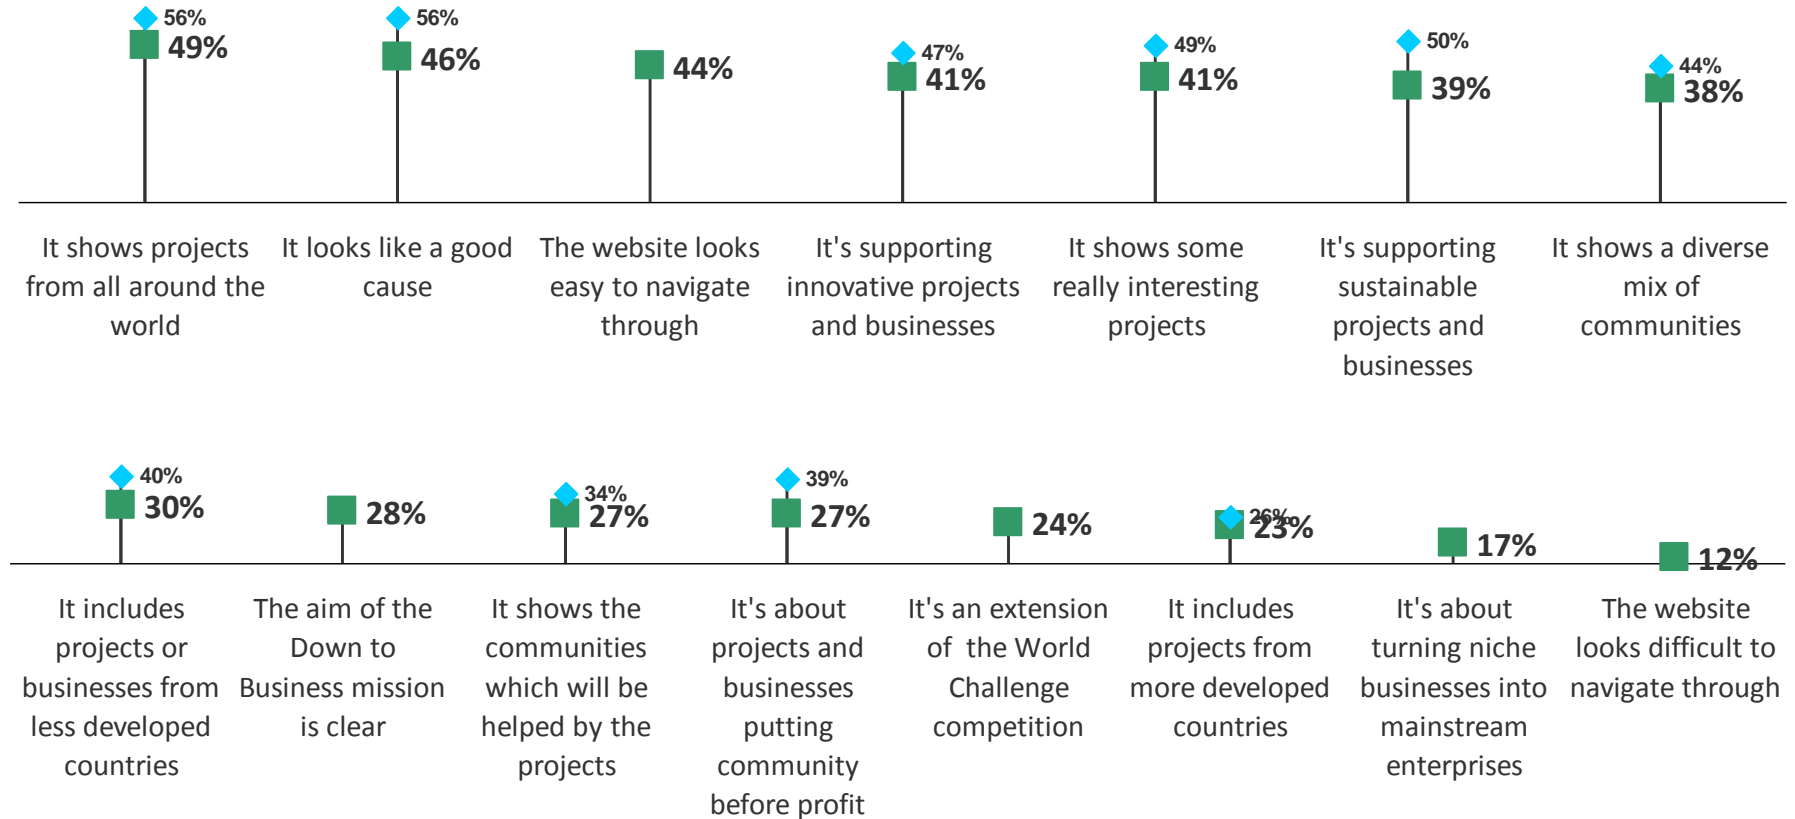 56% 56%
49% 46% 44% 47% 41% 49% 41% 50% 39% 44% 38%
It shows projects
from all around the
world
It looks like a good
cause
The website looks
easy to navigate
through
It's supporting
innovative projects
and businesses
It shows some
really interesting
projects
It's supporting
sustainable
projects and
businesses
It shows a diverse
mix of
communities
40%
30%
28%
34%
27%
39%
27%
24%
26%
23%
17%
12%
It includes
projects or
businesses from
less developed
countries
The aim of the
Down to
Business mission
is clear
It shows the
communities
which will be
helped by the
projects
It's about
projects and
businesses
putting
community
before profit
It's an extension
of  the World
Challenge
competition
It includes
projects from
more developed
countries
It's about
turning niche
businesses into
mainstream
enterprises
The website
looks difficult to
navigate through